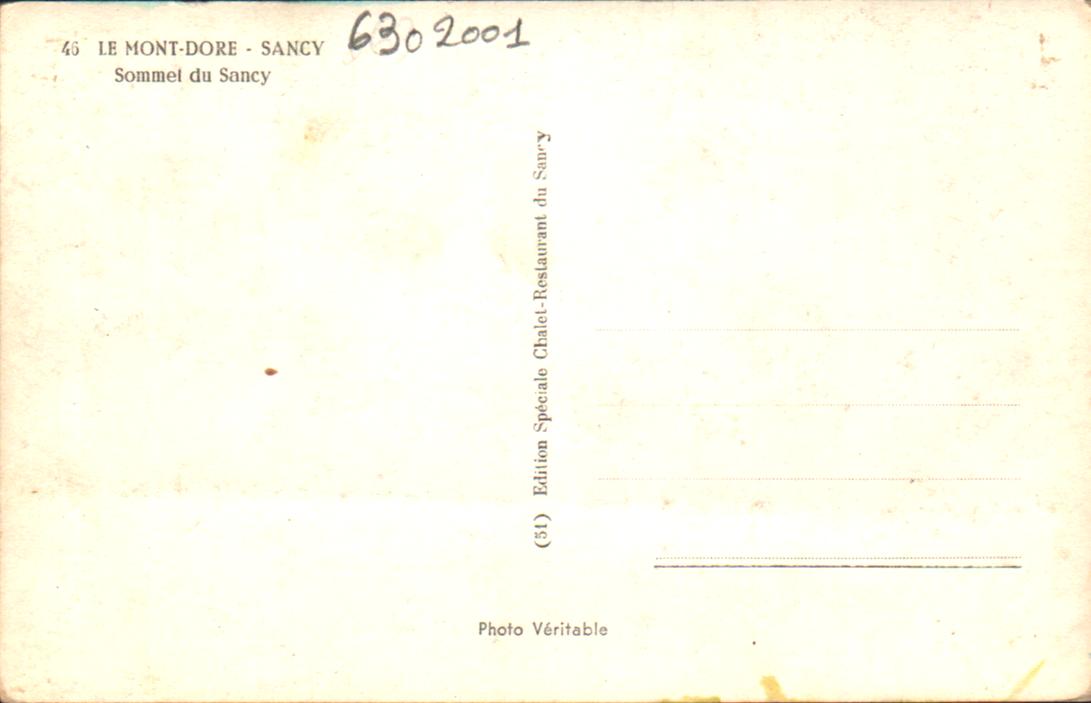 46 LE MONT-DORE - SANCY
Sommet du Sancy
6302001
(51) Edition Spéciale Chalet-Restaurant du Sancy
Photo Véritable